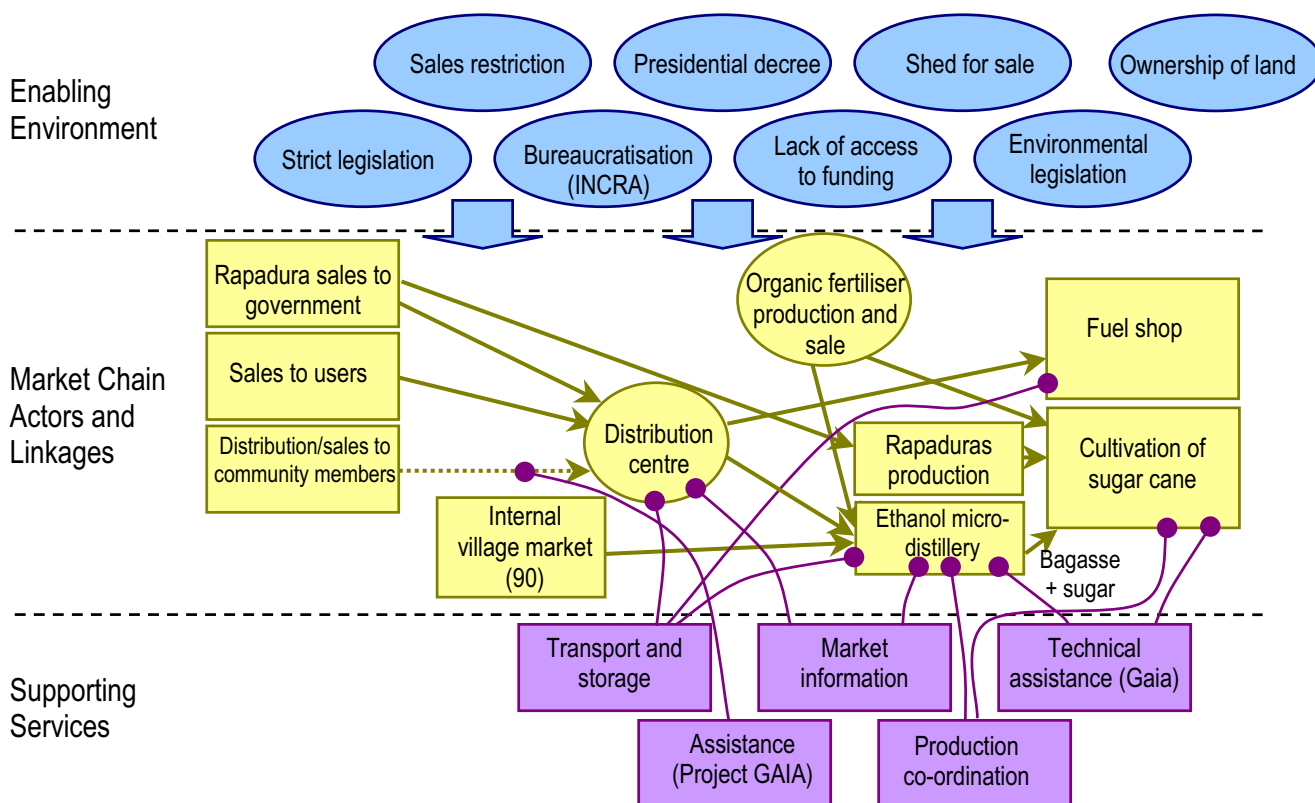 Enabling
Environment
Sales restriction
Presidential decree
Shed for sale
Ownership of land
Strict legislation
Bureaucratisation
(INCRA)
Lack of access
to funding
Environmental
legislation
Market Chain
Actors and
Linkages
Rapadura sales to
government
Sales to users
Distribution/sales to
community members
Internal
village market
(90)
Distribution
centre
Organic fertiliser
production and
sale
Rapaduras
production
Ethanol micro-
distillery
Fuel shop
Cultivation of
sugar cane
Bagasse
+ sugar
Supporting
Services
Transport and
storage
Market
information
Technical
assistance (Gaia)
Assistance
(Project GAIA)
Production
co-ordination